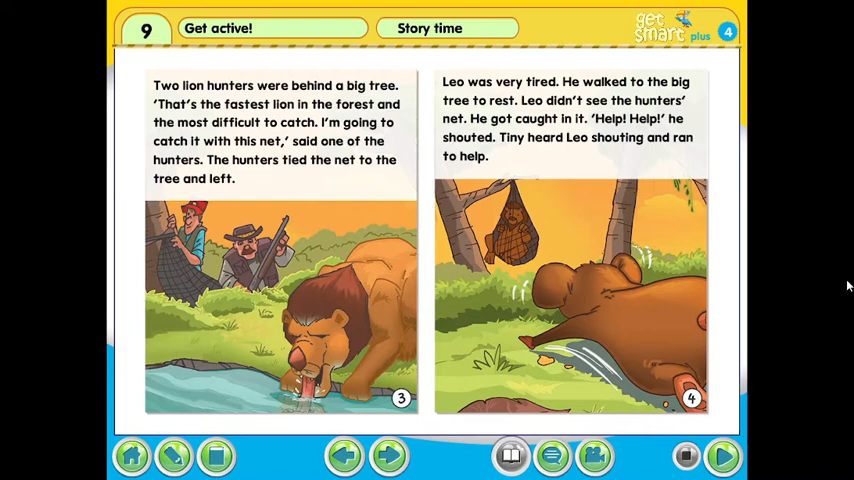 9
Get active!
Story time
get
smart
plus
4
Two lion hunters were behind a big tree.
‘That's the fastest lion in the forest and
the most difficult to catch. I'm going to
catch it with this net,’ said one of the
hunters. The hunters tied the net to the
tree and left.
3
Leo was very tired. He walked to the big
tree to rest. Leo didn't see the hunters’
net. He got caught in it. ‘Help! Help!’ he
shouted. Tiny heard Leo shouting and ran
to help.
4